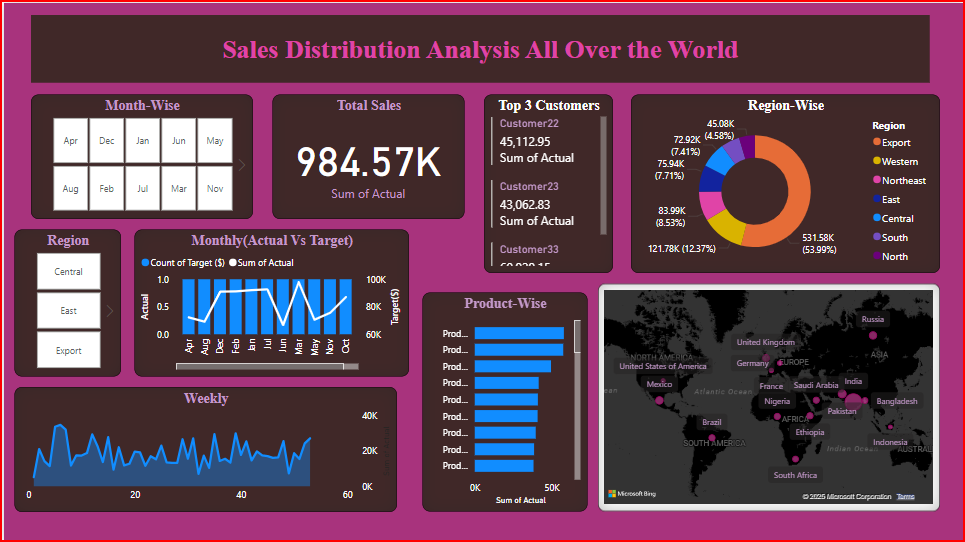 Sales Distribution Analysis All Over the World
Month-Wise
Apr Dec Jan Jun May
Aug Feb Jul Mar Nov
Total Sales
984.57K
Sum of Actual
Top 3 Customers
Customer22
45,112.95
Sum of Actual
Customer23
43,062.83
Sum of Actual
Customer33
Region-Wise
45.08K
(4.58%)
72.92K
(7.41%)
75.94K
(7.71%)
83.99K
(8.53%)
121.78K (12.37%)
531.58K
(53.99%)
Region
Export
Western
Northeast
East
Central
South
North
Region
Central
East
Export
Monthly(Actual Vs Target)
Count of Target ($) Sum of Actual
Actual
1.0
0.5
0.0
100K
80K
60K
Target($)
Apr Aug Dec Feb Jan Jul Jun Mar May Nov Oct
Weekly
40K
20K
0K
0 20 40 60
Product-Wise
Prod...
Prod...
Prod...
Prod...
Prod...
Prod...
Prod...
Prod...
Prod...
0K 50K
Sum of Actual
Russia
United Kingdom
NORTH AMERICA
ASIA
Germany
EUROPE
United States of America
Mexico
France
Saudi Arabia
India
Atlantic Ocean
Nigeria
Bangladesh
Pakistan
Brazil
AFRICA
Ethiopia
SOUTH AMERICA
Indonesia
Indian Ocean
AUSTRAL
South Africa
Microsoft Bing
© 2025 Microsoft Corporation Terms